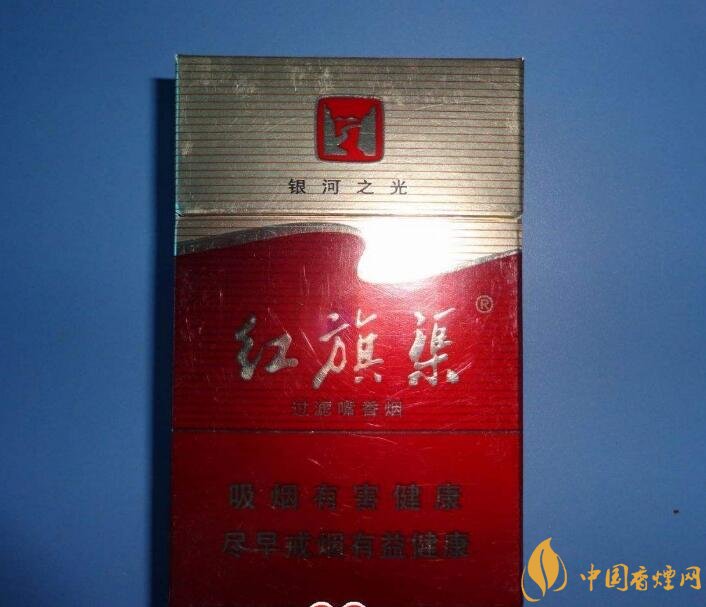 银河之光
红旗渠®
过滤嘴香烟
吸烟有害健康
尽早戒烟有益健康
中国香烟网